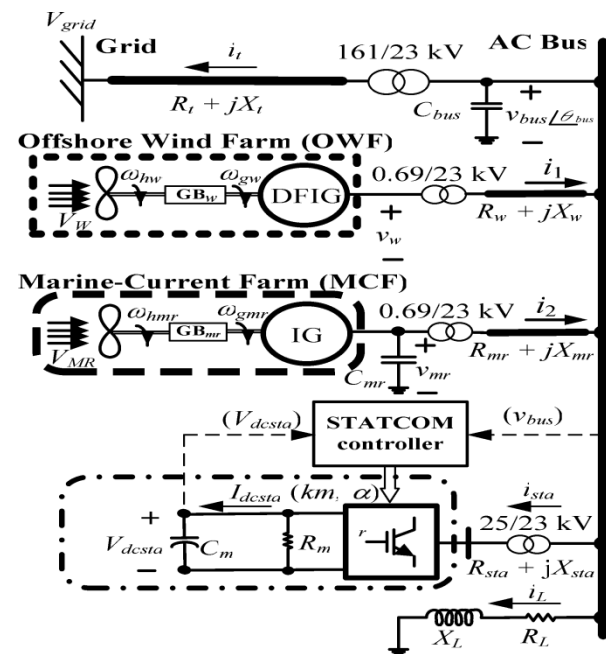 V_grid
Grid
i_t
161/23 kV
AC Bus
R_t + jX_t
C_bus
+
v_bus∠θ_bus
−
Offshore Wind Farm (OWF)
ω_hw
ω_gw
0.69/23 kV
i_1
GB_w
DFIG
V_W
+
v_w
−
R_w + jX_w
Marine-Current Farm (MCF)
ω_hmr
ω_gmr
0.69/23 kV
i_2
GB_mr
IG
V_MR
C_mr
+
v_mr
−
R_mr + jX_mr
(V_dcsta)
STATCOM
controller
(v_bus)
I_dcsta (km, α)
i_sta
+
V_dcsta
−
C_m
R_m
r
25/23 kV
R_sta + jX_sta
i_L
X_L
R_L